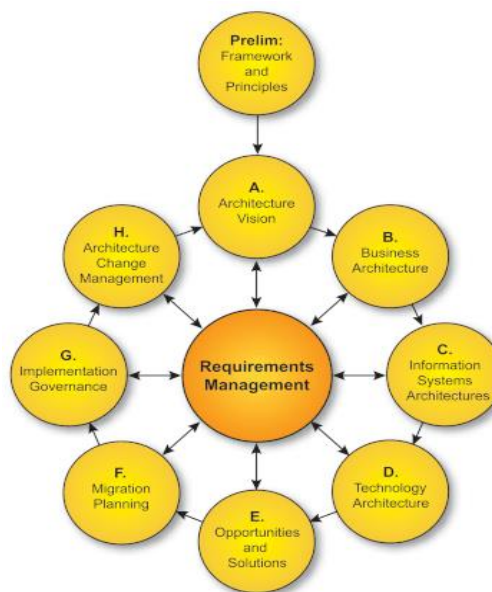 Prelim:
Framework
and
Principles
A.
Architecture
Vision
B.
Business
Architecture
C.
Information
Systems
Architectures
D.
Technology
Architecture
E.
Opportunities
and
Solutions
F.
Migration
Planning
G.
Implementation
Governance
H.
Architecture
Change
Management
Requirements
Management